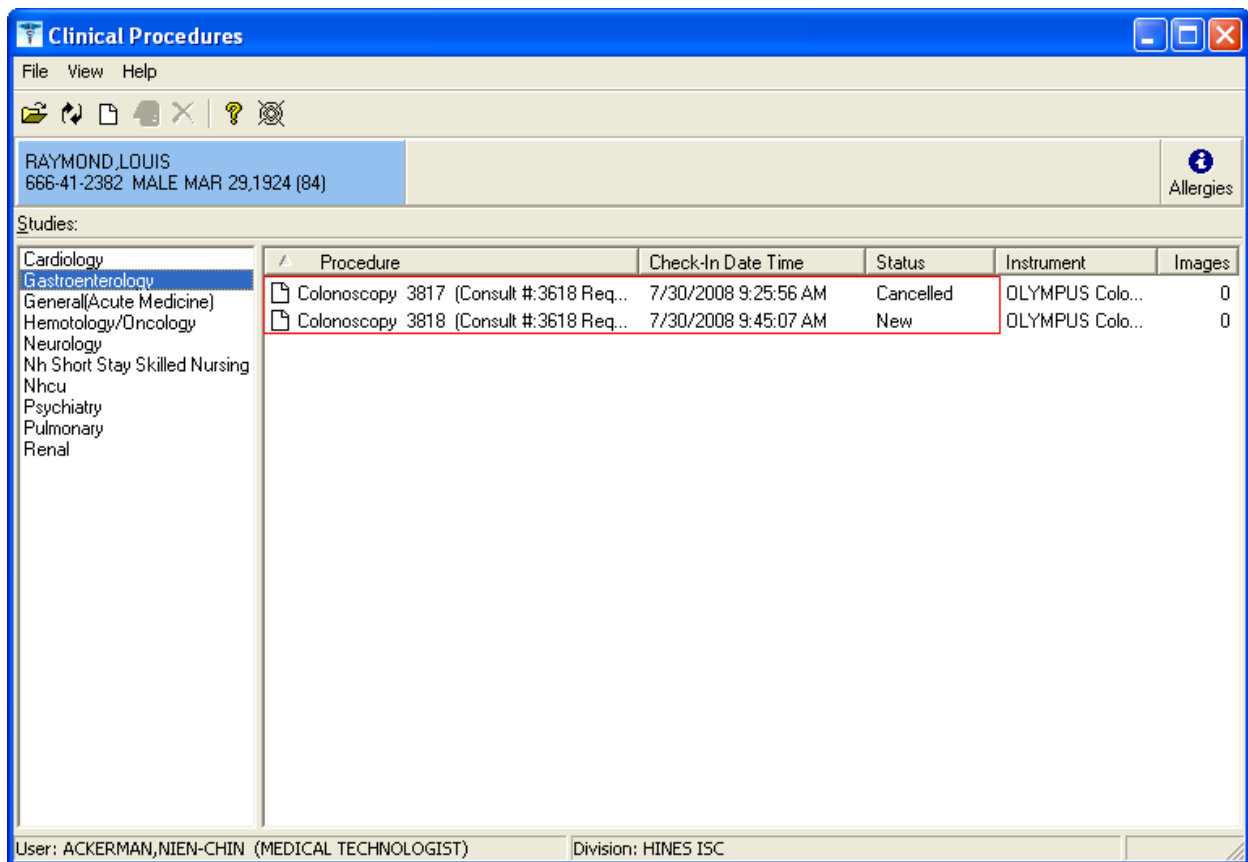 Clinical Procedures
File View Help
RAYMOND,LOUIS
666-41-2382 MALE MAR 29,1924 (84)
Allergies
Studies:
Cardiology
Gastroenterology
General(Acute Medicine)
Hemotology/Oncology
Neurology
Nh Short Stay Skilled Nursing
Nhcu
Psychiatry
Pulmonary
Renal
Procedure Check-In Date Time Status Instrument Images
Colonoscopy 3817 (Consult #:3618 Req... 7/30/2008 9:25:56 AM Cancelled OLYMPUS Colo... 0
Colonoscopy 3818 (Consult #:3618 Req... 7/30/2008 9:45:07 AM New OLYMPUS Colo... 0
User: ACKERMAN,NIEN-CHIN (MEDICAL TECHNOLOGIST) Division: HINES ISC